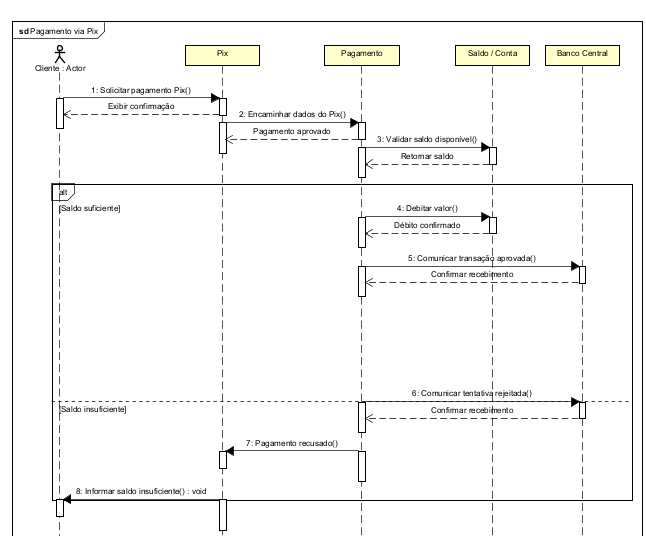 sd Pagamento via Pix
Cliente : Actor
Pix
Pagamento
Saldo / Conta
Banco Central
1: Solicitar pagamento Pix()
Exibir confirmação
2: Encaminhar dados do Pix()
Pagamento aprovado
3: Validar saldo disponível()
Retornar saldo
alt
[Saldo suficiente]
4: Debitar valor()
Débito confirmado
5: Comunicar transação aprovada()
Confirmar recebimento
6: Comunicar tentativa rejeitada()
[Saldo insuficiente]
Confirmar recebimento
7: Pagamento recusado()
8: Informar saldo insuficiente() : void